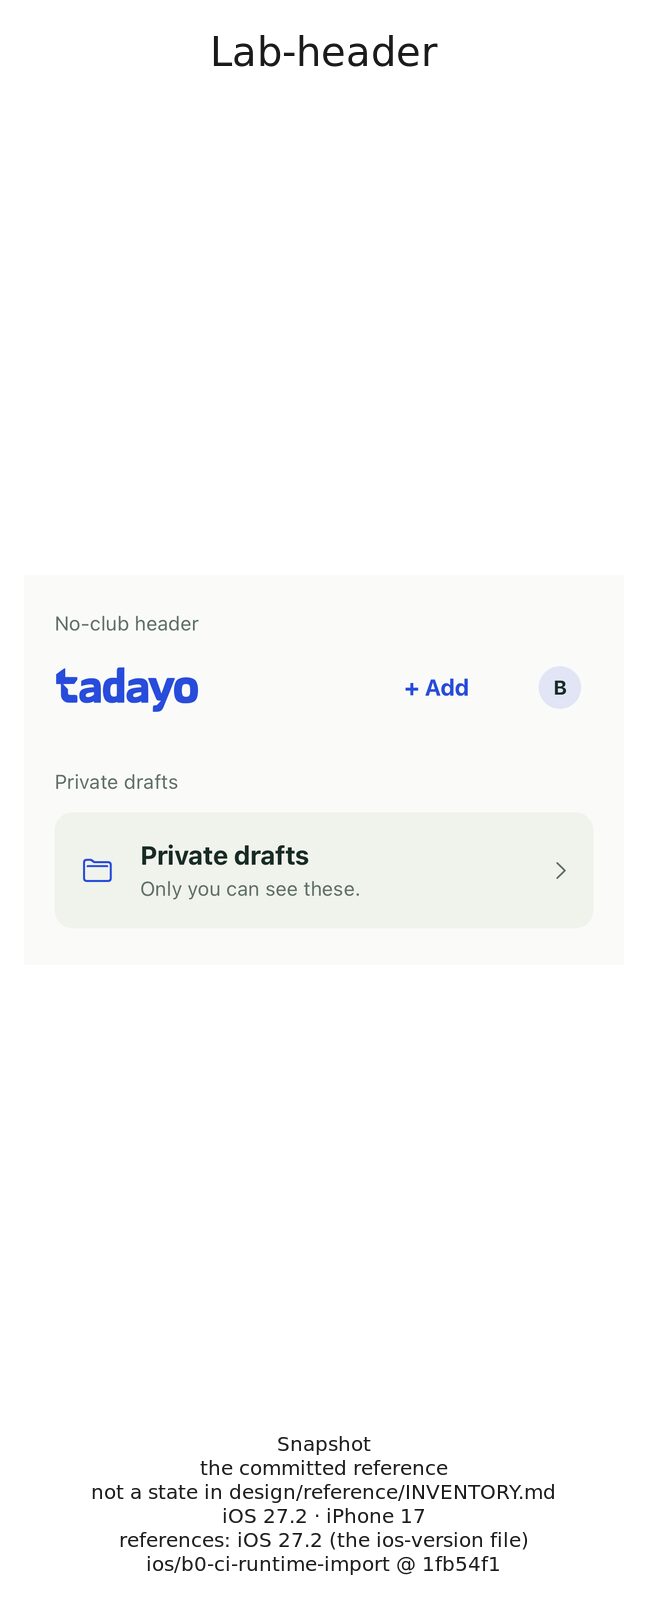 Lab-header
No-club header
tadayo
+ Add
B
Private drafts
Private drafts
Only you can see these.
Snapshot
the committed reference
not a state in design/reference/INVENTORY.md
iOS 27.2 · iPhone 17
references: iOS 27.2 (the ios-version file)
ios/b0-ci-runtime-import @ 1fb54f1